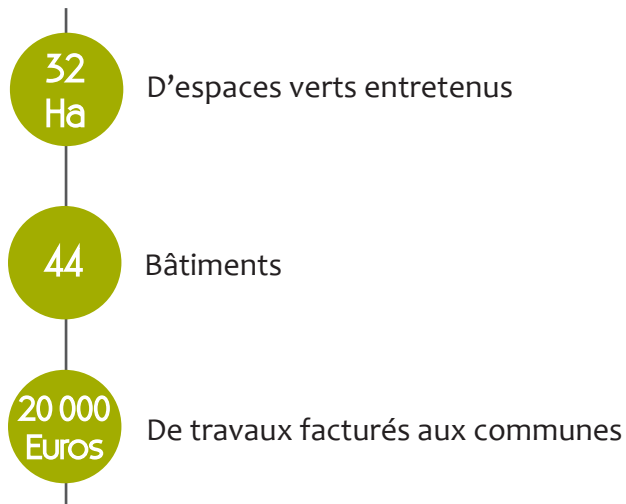 32
Ha
D’espaces verts entretenus
44
Bâtiments
20 000
Euros
De travaux facturés aux communes